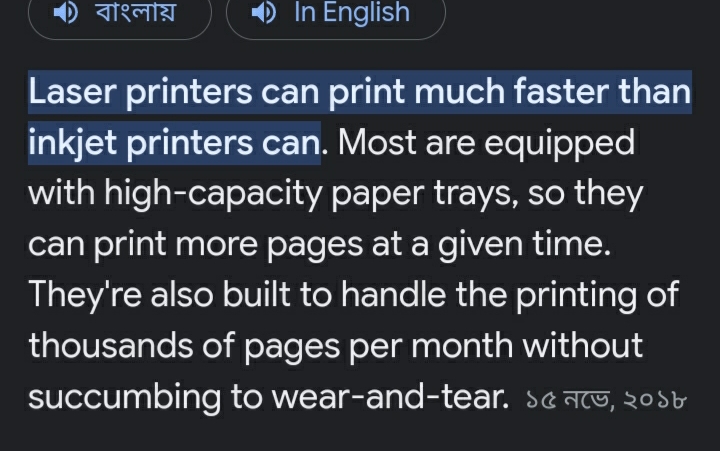 বাংলায় In English
Laser printers can print much faster than
inkjet printers can. Most are equipped
with high-capacity paper trays, so they
can print more pages at a given time.
They're also built to handle the printing of
thousands of pages per month without
succumbing to wear-and-tear. ১৫ নভে, ২০১৮